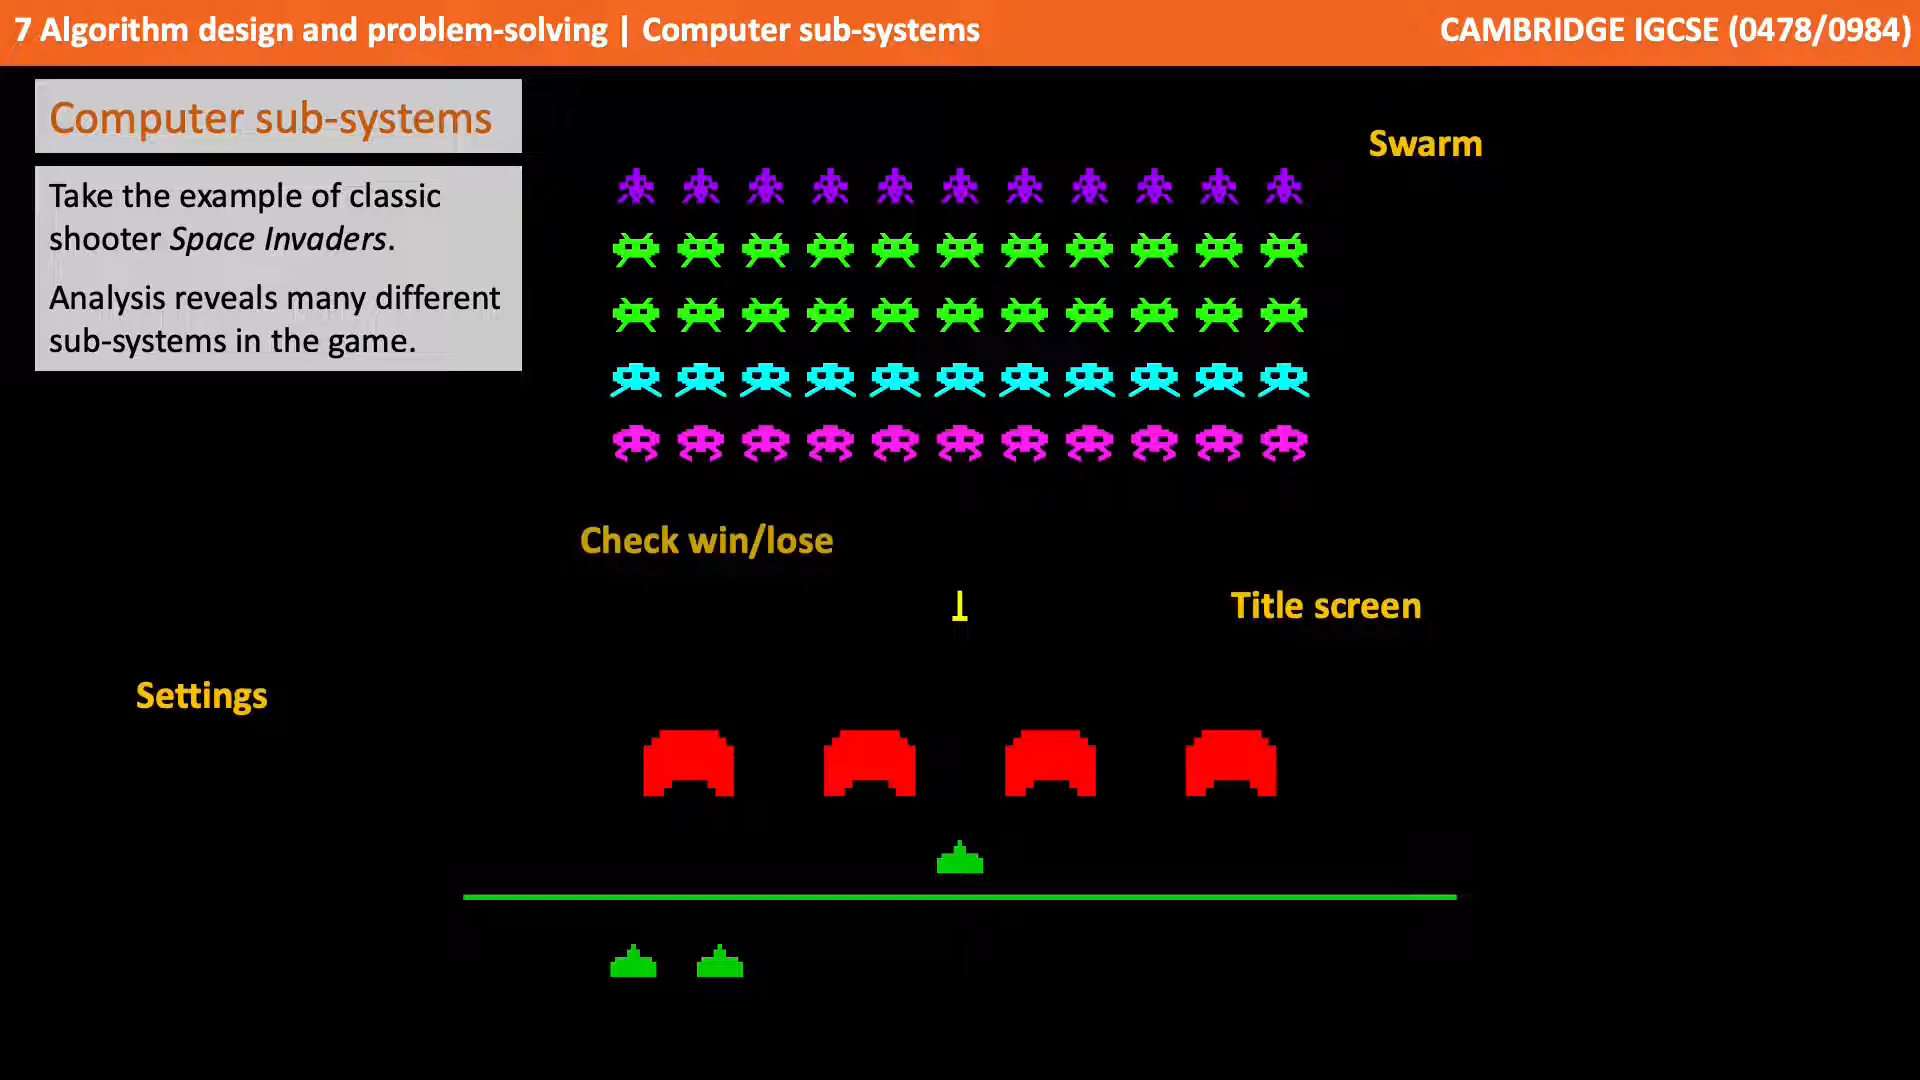 7 Algorithm design and problem-solving | Computer sub-systems
CAMBRIDGE IGCSE (0478/0984)
Computer sub-systems
Take the example of classic
shooter Space Invaders.
Analysis reveals many different
sub-systems in the game.
Swarm
Check win/lose
Title screen
Settings